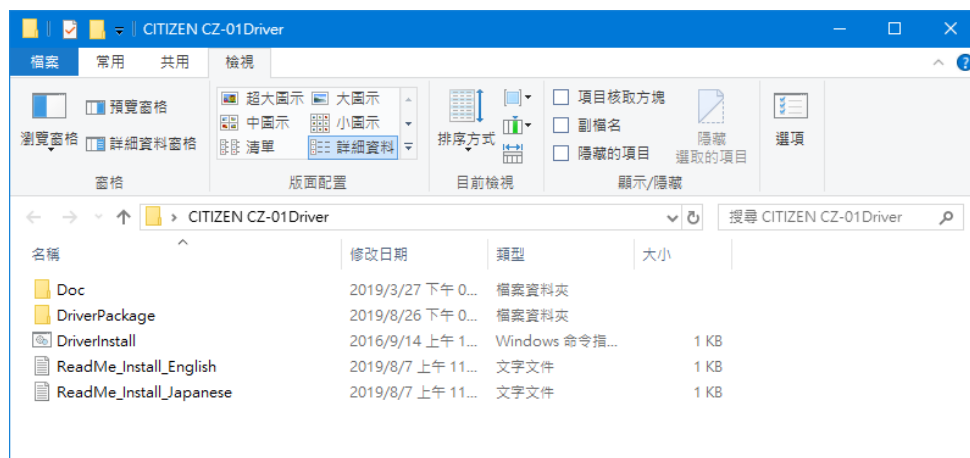 CITIZEN CZ-01Driver
檔案 常用 共用 檢視
瀏覽窗格
預覽窗格
詳細資料窗格
窗格
超大圖示 大圖示
中圖示 小圖示
清單 詳細資料
版面配置
排序方式
目前檢視
項目核取方塊
副檔名
隱藏的項目
隱藏
選取的項目
顯示/隱藏
選項
CITIZEN CZ-01Driver
搜尋 CITIZEN CZ-01Driver
名稱 修改日期 類型 大小
Doc 2019/3/27 下午 0... 檔案資料夾
DriverPackage 2019/8/26 下午 0... 檔案資料夾
DriverInstall 2016/9/14 上午 1... Windows 命令指... 1 KB
ReadMe_Install_English 2019/8/7 上午 11... 文字文件 1 KB
ReadMe_Install_Japanese 2019/8/7 上午 11... 文字文件 1 KB